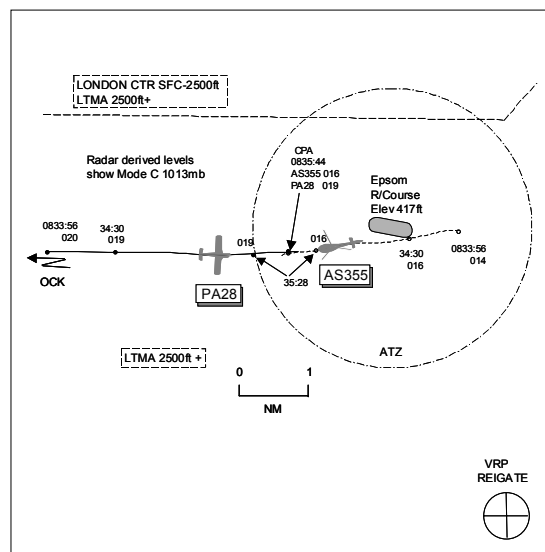 LONDON CTR SFC-2500ft
LTMA 2500ft+
Radar derived levels
show Mode C 1013mb
CPA
0835:44
AS355 016
PA28 019
Epsom
R/Course
Elev 417ft
0833:56
020
34:30
019
019
016
34:30
016
0833:56
014
OCK
PA28
35:28
AS355
LTMA 2500ft +
0 1
NM
ATZ
VRP
REIGATE